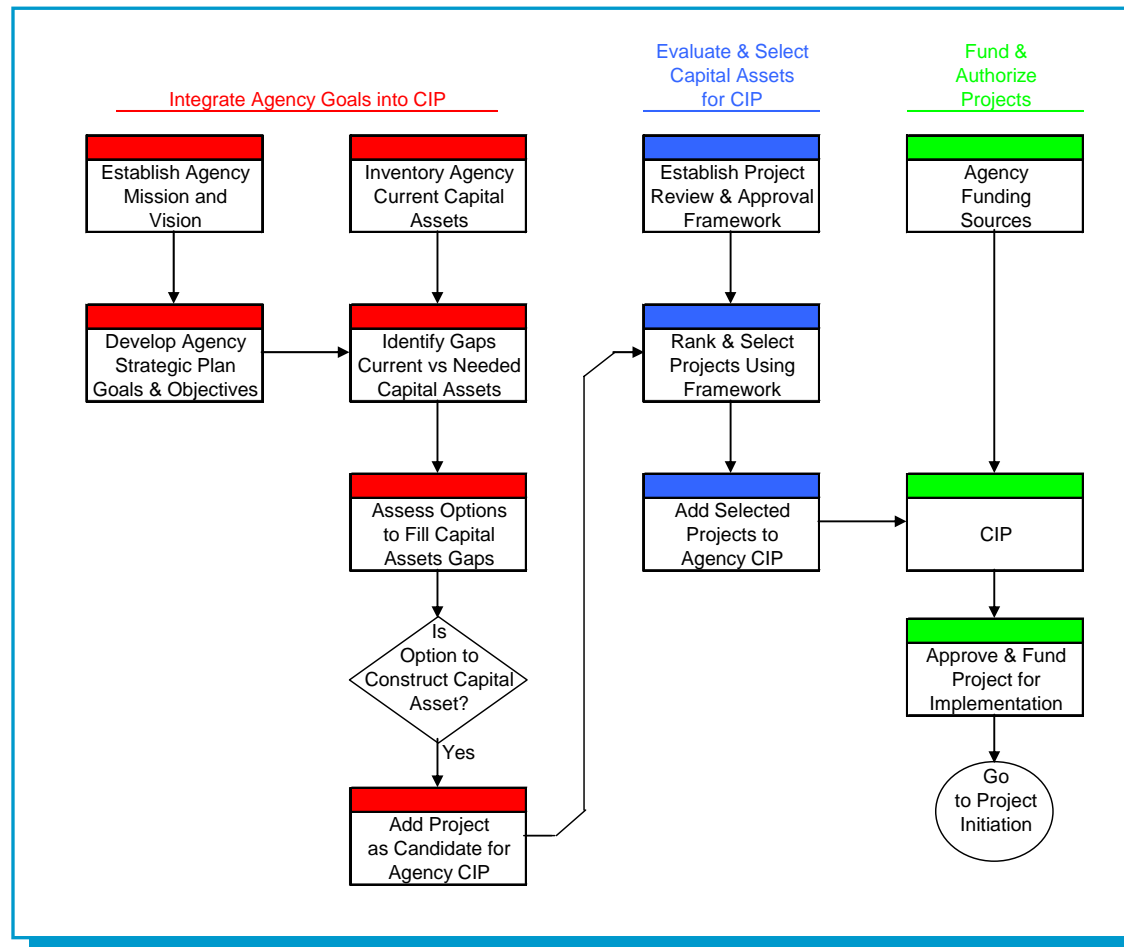 Integrate Agency Goals into CIP
Evaluate & Select
Capital Assets
for CIP
Fund &
Authorize
Projects
Establish Agency
Mission and
Vision
Inventory Agency
Current Capital
Assets
Establish Project
Review & Approval
Framework
Agency
Funding
Sources
Develop Agency
Strategic Plan
Goals & Objectives
Identify Gaps
Current vs Needed
Capital Assets
Rank & Select
Projects Using
Framework
Assess Options
to Fill Capital
Assets Gaps
Add Selected
Projects to
Agency CIP
CIP
Is
Option to
Construct Capital
Asset?
Yes
Approve & Fund
Project for
Implementation
Add Project
as Candidate for
Agency CIP
Go
to Project
Initiation